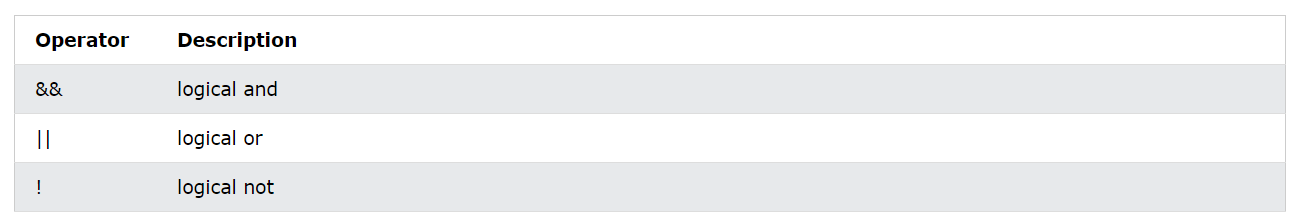 Operator Description
&& logical and
|| logical or
! logical not